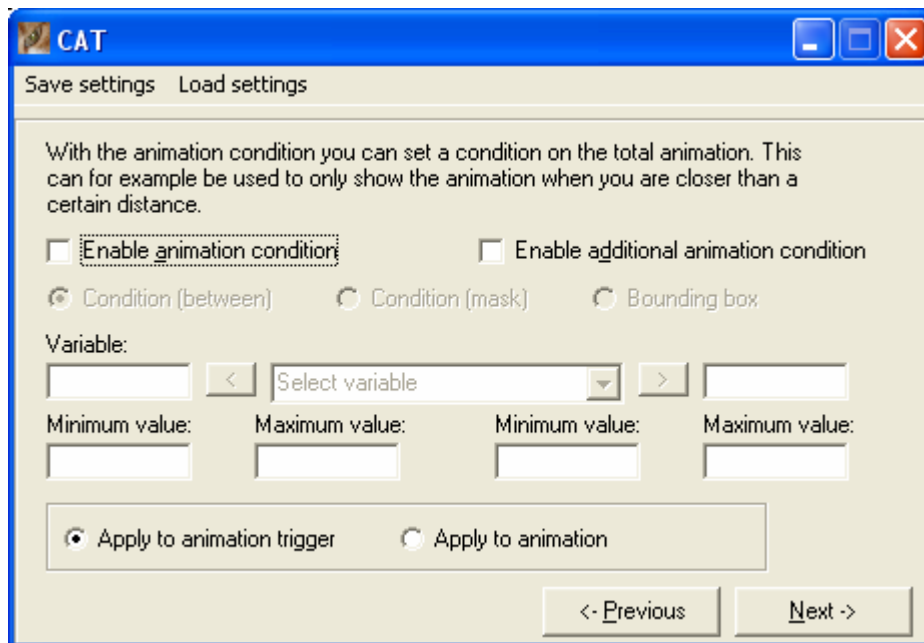 CAT
Save settings Load settings
With the animation condition you can set a condition on the total animation. This
can for example be used to only show the animation when you are closer than a
certain distance.
Enable animation condition Enable additional animation condition
Condition (between) Condition (mask) Bounding box
Variable:
< Select variable >
Minimum value: Maximum value: Minimum value: Maximum value:
Apply to animation trigger Apply to animation
<- Previous Next ->